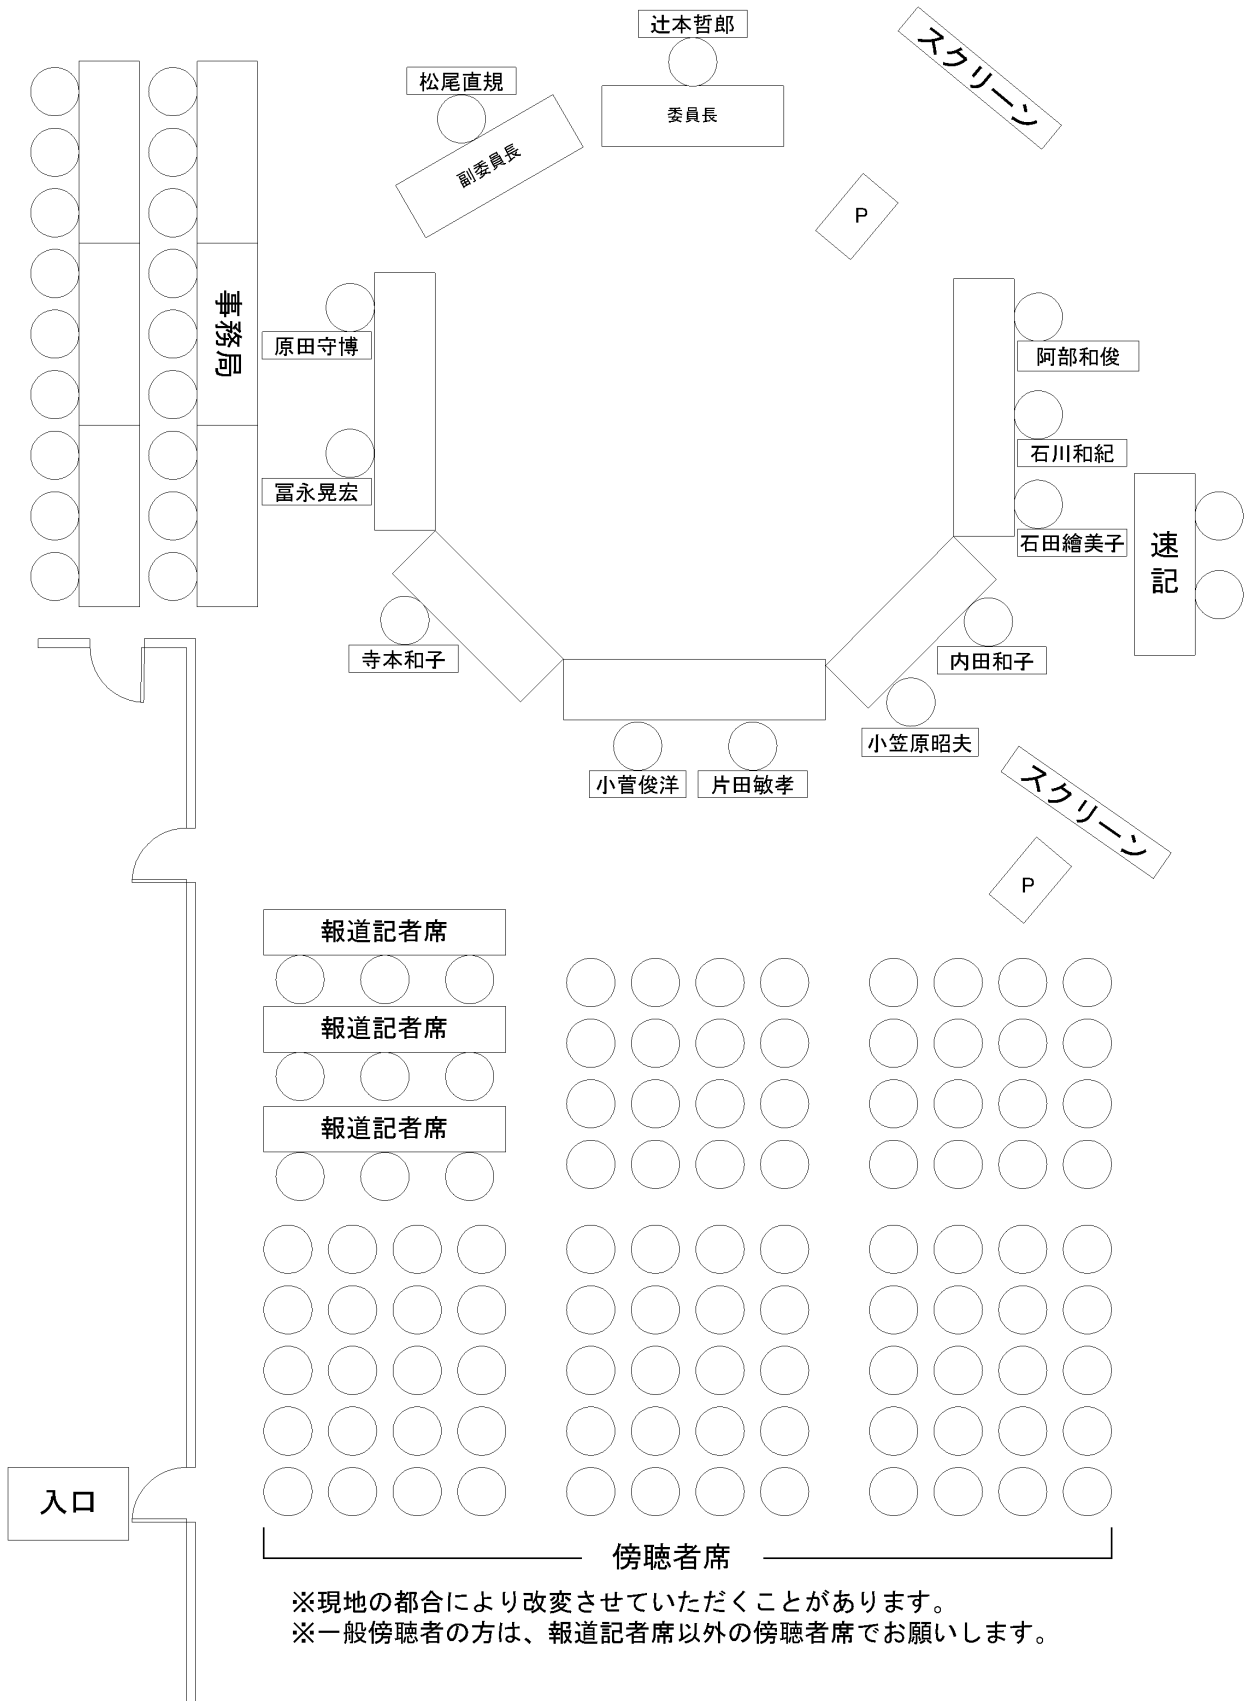 辻本哲郎
スクリーン
松尾直規
委員長
副委員長
P
事務局
原田守博
阿部和俊
石川和紀
冨永晃宏
石田繪美子
速記
寺本和子
内田和子
小笠原昭夫
小菅俊洋
片田敏孝
スクリーン
P
報道記者席
報道記者席
報道記者席
入口
傍聴者席
※現地の都合により改変させていただくことがあります。
※一般傍聴者の方は、報道記者席以外の傍聴者席でお願いします。